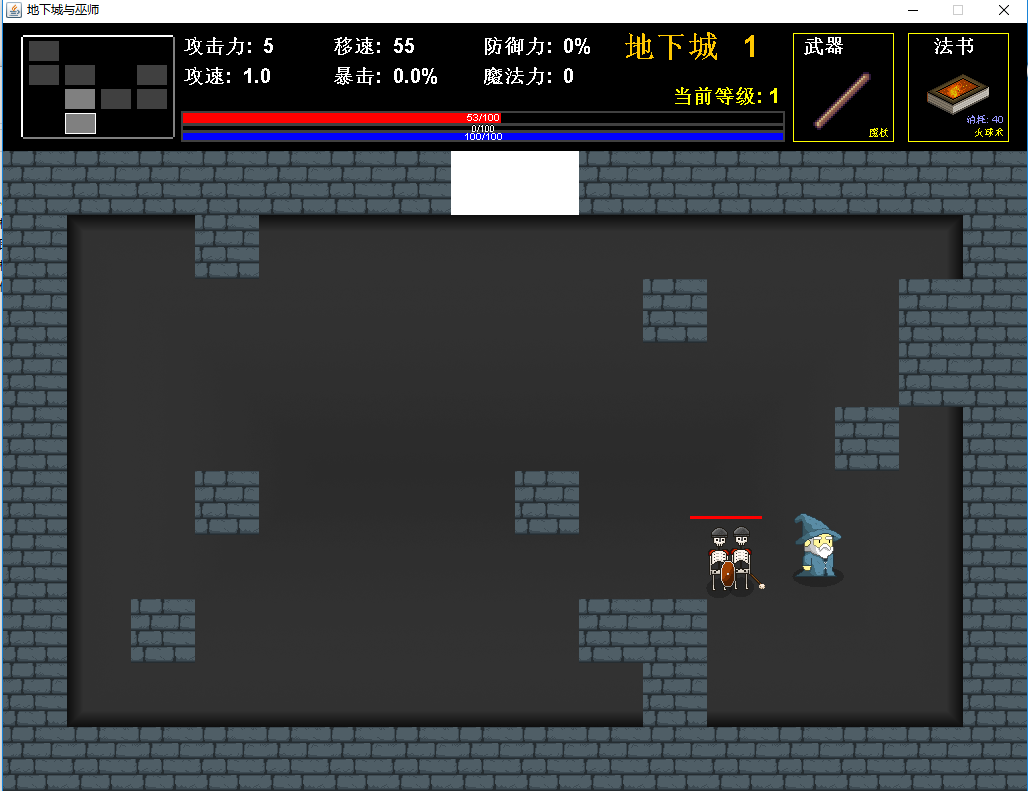 地下城与巫师
攻击力: 5 移速: 55 防御力: 0%
地下城 1
攻速: 1.0 暴击: 0.0% 魔法力: 0
当前等级: 1
53/100
0/100
100/100
武器
魔杖
法书
消耗: 40
火球术